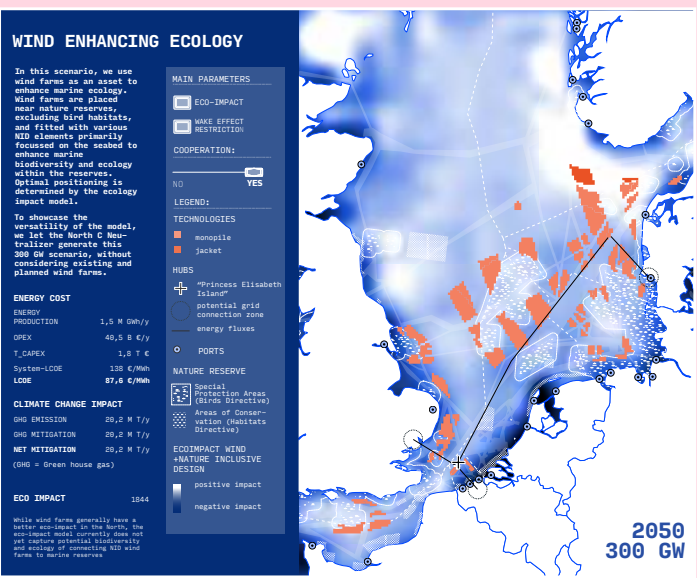 WIND ENHANCING ECOLOGY
In this scenario, we use
wind farms as an asset to
enhance marine ecology.
Wind farms are placed
near nature reserves,
excluding bird habitats,
and fitted with various
NID elements primarily
focussed on the seabed to
enhance marine
biodiversity and ecology
within the reserves.
Optimal positioning is
determined by the ecology
impact model.
To showcase the
versatility of the model,
we let the North C Neu-
tralizer generate this
300 GW scenario, without
considering existing and
planned wind farms.
ENERGY COST
ENERGY
PRODUCTION 1,5 M GWh/y
OPEX 40,5 B €/y
T_CAPEX 1,8 T €
System-LCOE 138 €/MWh
LCOE 87,6 €/MWh
CLIMATE CHANGE IMPACT
GHG EMISSION 20,2 M T/y
GHG MITIGATION 20,2 M T/y
NET MITIGATION 20,2 M T/y
(GHG = Green house gas)
ECO IMPACT 1844
While wind farms generally have a
better eco-impact in the North, the
eco-impact model currently does not
yet capture potential biodiversity
and ecology of connecting NID wind
farms to marine reserves
MAIN PARAMETERS
ECO-IMPACT
WAKE EFFECT
RESTRICTION
COOPERATION:
NO YES
LEGEND:
TECHNOLOGIES
monopile
jacket
HUBS
"Princess Elisabeth
Island"
potential grid
connection zone
energy fluxes
PORTS
NATURE RESERVE
Special
Protection Areas
(Birds Directive)
Areas of Conser-
vation (Habitats
Directive)
ECOIMPACT WIND
+NATURE INCLUSIVE
DESIGN
positive impact
negative impact
2050
300 GW